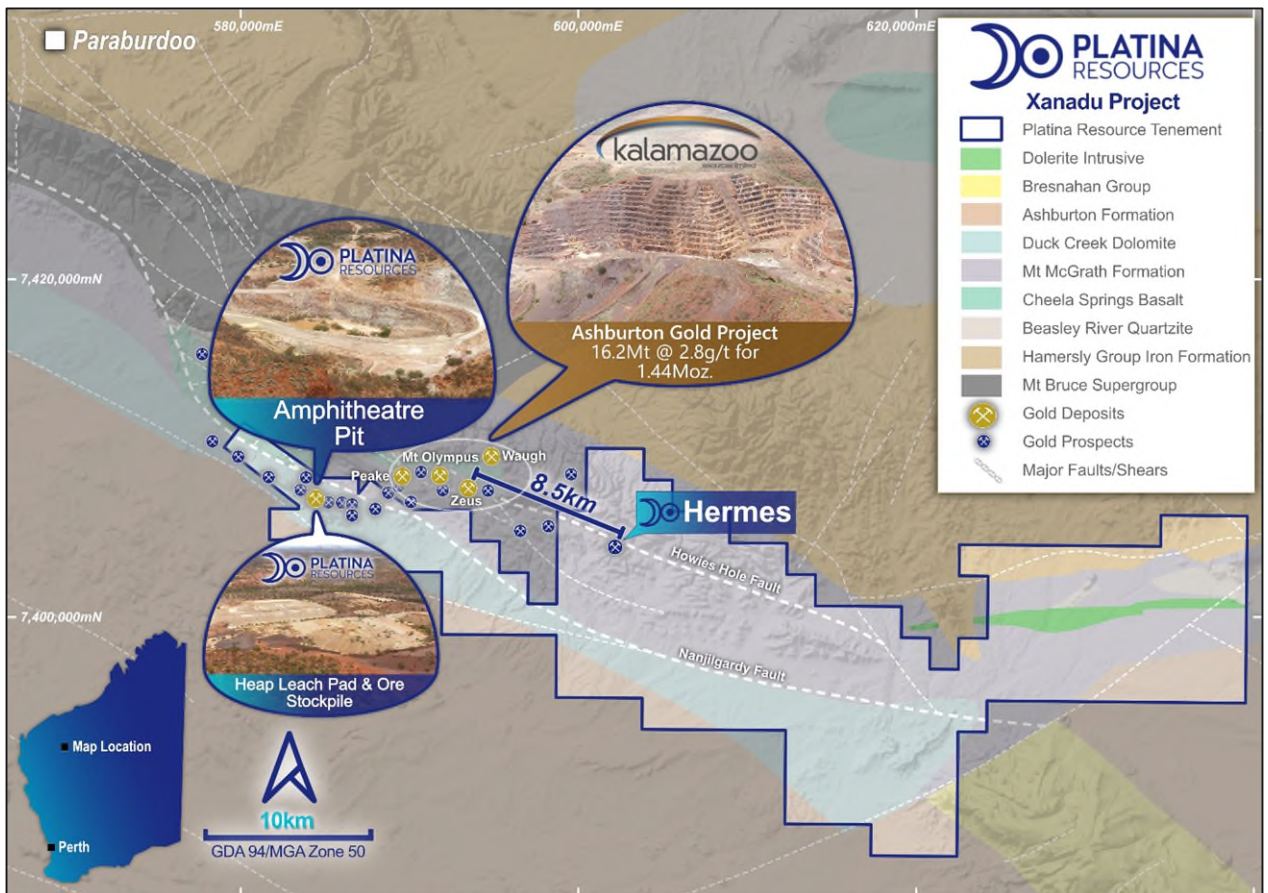 580,000mE
600,000mE
620,000mE
Paraburdoo
PLATINA
RESOURCES
Xanadu Project
Platina Resource Tenement
Dolerite Intrusive
Bresnahan Group
Ashburton Formation
Duck Creek Dolomite
Mt McGrath Formation
Cheela Springs Basalt
Beasley River Quartzite
Hamersly Group Iron Formation
Mt Bruce Supergroup
Gold Deposits
Gold Prospects
Major Faults/Shears
kalamazoo
resources limited
Ashburton Gold Project
16.2Mt @ 2.8g/t for
1.44Moz.
PLATINA
RESOURCES
Amphitheatre
Pit
7,420,000mN
Mt Olympus
Waugh
Peake
Zeus
8.5km
Hermes
Howies Hole Fault
Nanjilgardy Fault
7,400,000mN
PLATINA
RESOURCES
Heap Leach Pad & Ore
Stockpile
Map Location
Perth
10km
GDA 94/MGA Zone 50